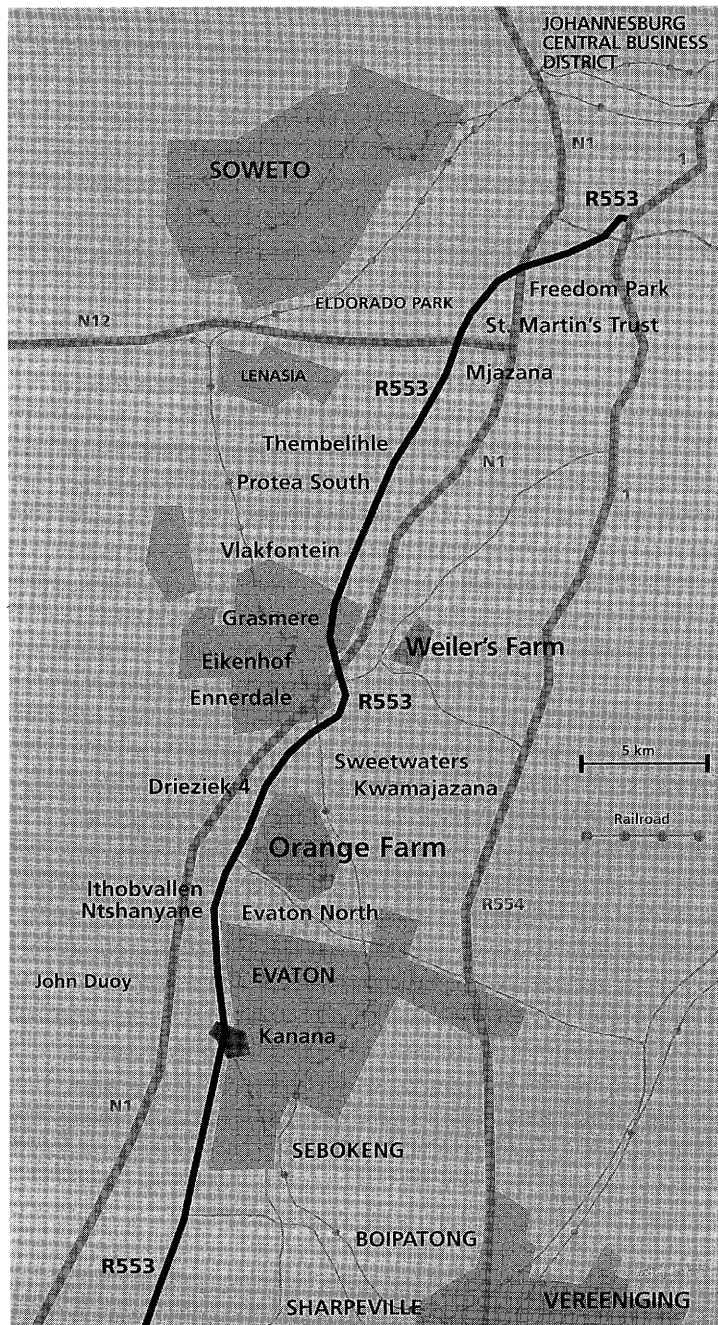 JOHANNESBURG
CENTRAL BUSINESS
DISTRICT
N1
1
SOWETO
R553
Freedom Park
ELDORADO PARK
N12
St. Martin's Trust
LENASIA
R553
Mjazana
Thembelihle
N1
Protea South
1
Vlakfontein
Grasmere
Weiler's Farm
Eikenhof
Ennerdale
R553
5 km
Sweetwaters
Drieziek 4
Kwamajazana
Railroad
Orange Farm
Ithobvallen
Ntshanyane
Evaton North
R554
EVATON
John Duoy
Kanana
N1
SEBOKENG
BOIPATONG
R553
SHARPEVILLE
VEREENIGING